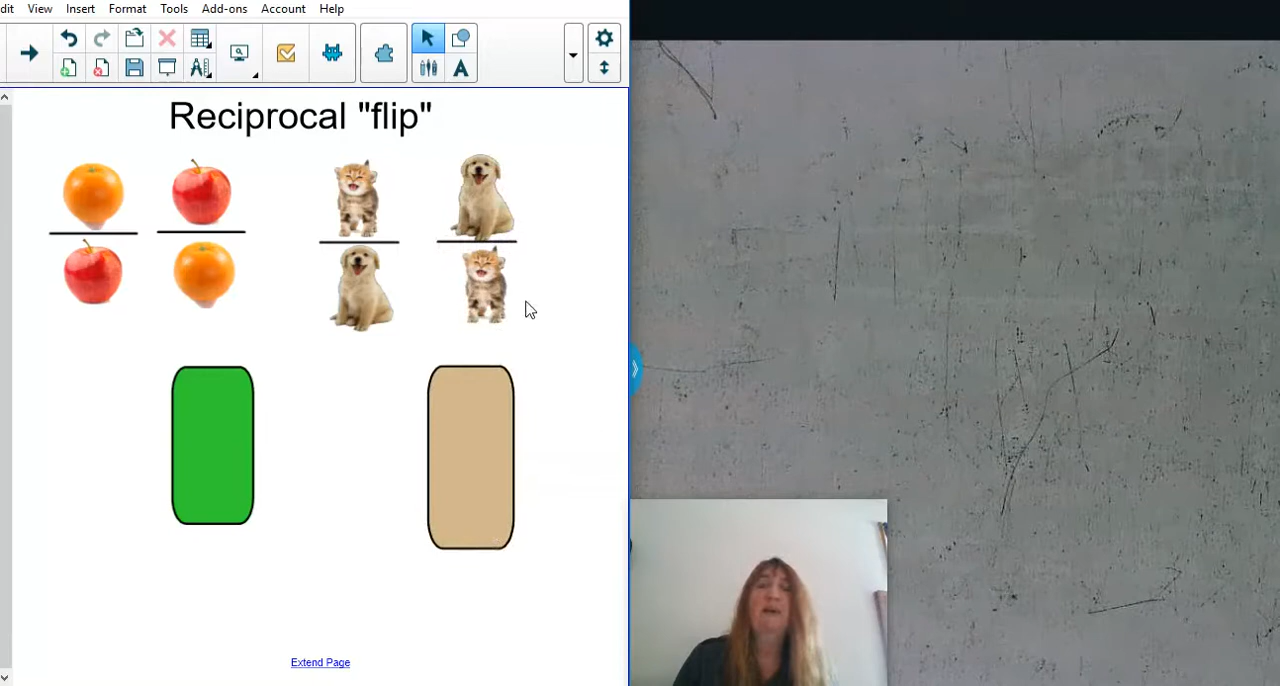 dit View Insert Format Tools Add-ons Account Help
A
Reciprocal "flip"
Extend Page